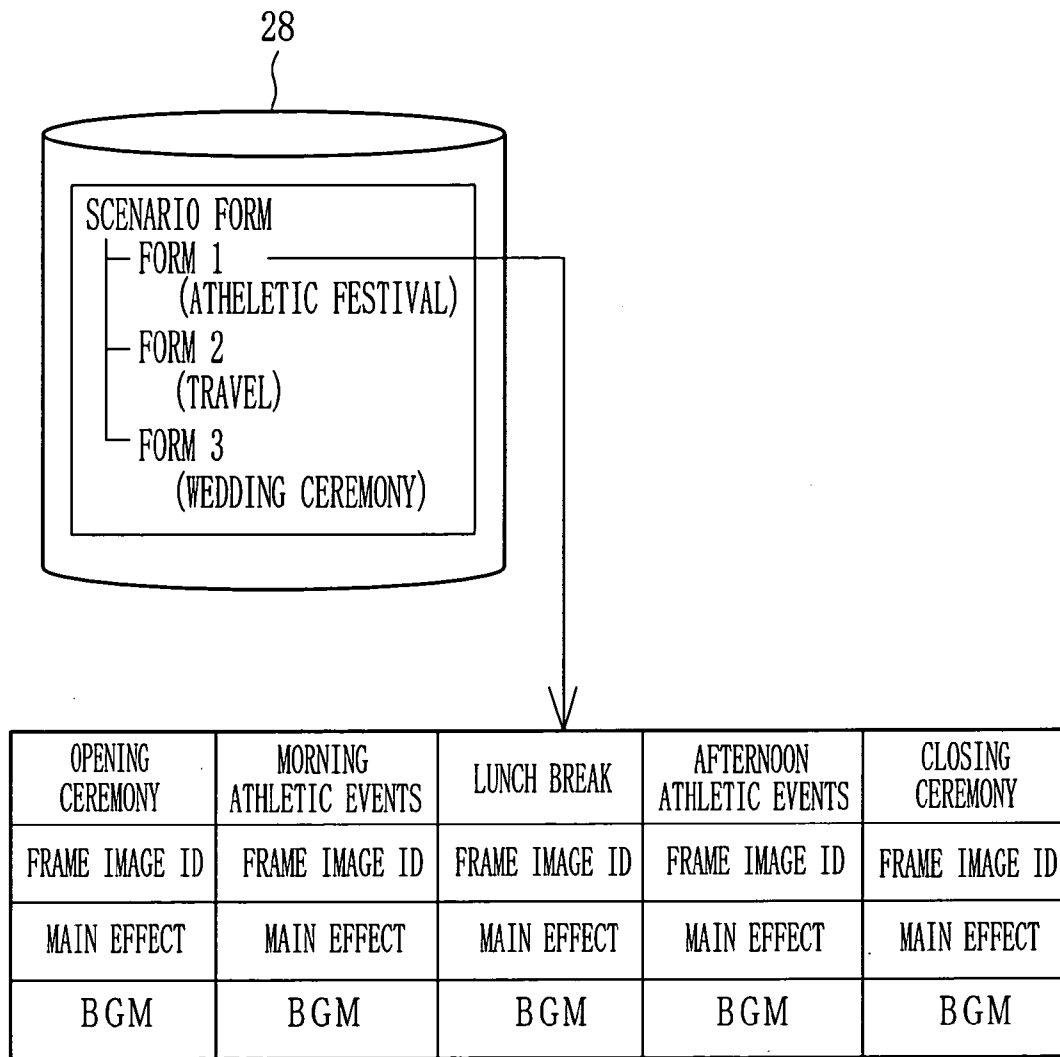 28
SCENARIO FORM
FORM 1
(ATHELETIC FESTIVAL)
FORM 2
(TRAVEL)
FORM 3
(WEDDING CEREMONY)
OPENING CEREMONY MORNING ATHLETIC EVENTS LUNCH BREAK AFTERNOON ATHLETIC EVENTS CLOSING CEREMONY
FRAME IMAGE ID FRAME IMAGE ID FRAME IMAGE ID FRAME IMAGE ID FRAME IMAGE ID
MAIN EFFECT MAIN EFFECT MAIN EFFECT MAIN EFFECT MAIN EFFECT
BGM BGM BGM BGM BGM